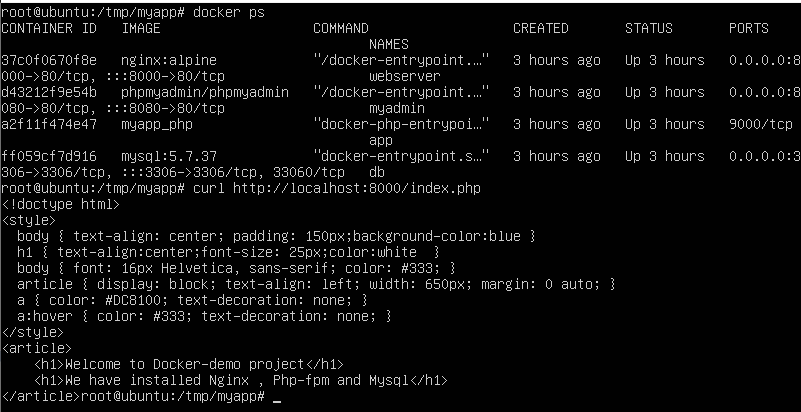 root@ubuntu:/tmp/myapp# docker ps
CONTAINER ID   IMAGE                   COMMAND                  CREATED       STATUS       PORTS
                                              NAMES
37c0f0670f8e   nginx:alpine            "/docker-entrypoint.…"   3 hours ago   Up 3 hours   0.0.0.0:8
000->80/tcp, :::8000->80/tcp                  webserver
d43212f9e54b   phpmyadmin/phpmyadmin   "/docker-entrypoint.…"   3 hours ago   Up 3 hours   0.0.0.0:8
080->80/tcp, :::8080->80/tcp                  myadmin
a2f11f474e47   myapp_php               "docker-php-entrypoi…"   3 hours ago   Up 3 hours   9000/tcp
                                              app
ff059cf7d916   mysql:5.7.37            "docker-entrypoint.s…"   3 hours ago   Up 3 hours   0.0.0.0:3
306->3306/tcp, :::3306->3306/tcp, 33060/tcp   db
root@ubuntu:/tmp/myapp# curl http://localhost:8000/index.php
<!doctype html>
<style>
  body { text-align: center; padding: 150px;background-color:blue }
  h1 { text-align:center;font-size: 25px;color:white  }
  body { font: 16px Helvetica, sans-serif; color: #333; }
  article { display: block; text-align: left; width: 650px; margin: 0 auto; }
  a { color: #DC8100; text-decoration: none; }
  a:hover { color: #333; text-decoration: none; }
</style>
<article>
    <h1>Welcome to Docker-demo project</h1>
    <h1>We have installed Nginx , Php-fpm and Mysql</h1>
</article>root@ubuntu:/tmp/myapp# _